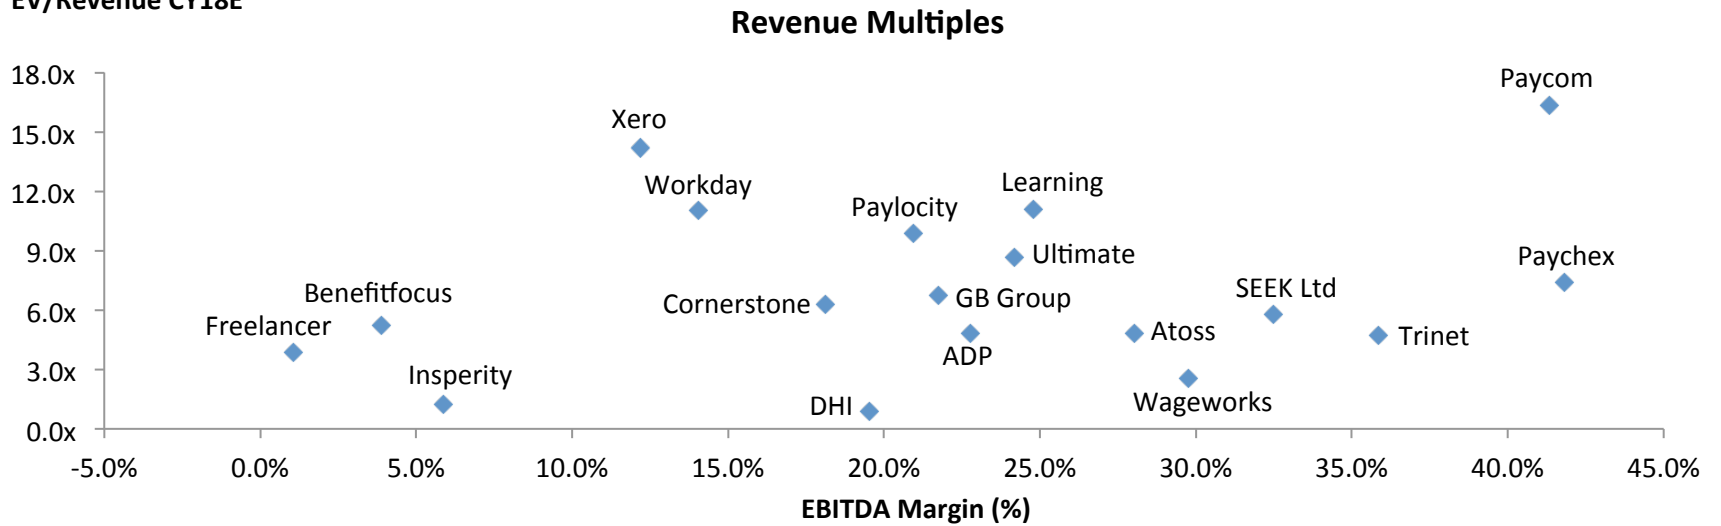 EV/Revenue CY18E
Revenue Multiples
18.0x
15.0x
12.0x
9.0x
6.0x
3.0x
0.0x
Paycom
Xero
Workday
Learning
Paylocity
Ultimate
Paychex
Benefitfocus
Cornerstone
GB Group
SEEK Ltd
Freelancer
ADP
Atoss
Trinet
Insperity
DHI
Wageworks
-5.0% 0.0% 5.0% 10.0% 15.0% 20.0% 25.0% 30.0% 35.0% 40.0% 45.0%
EBITDA Margin (%)